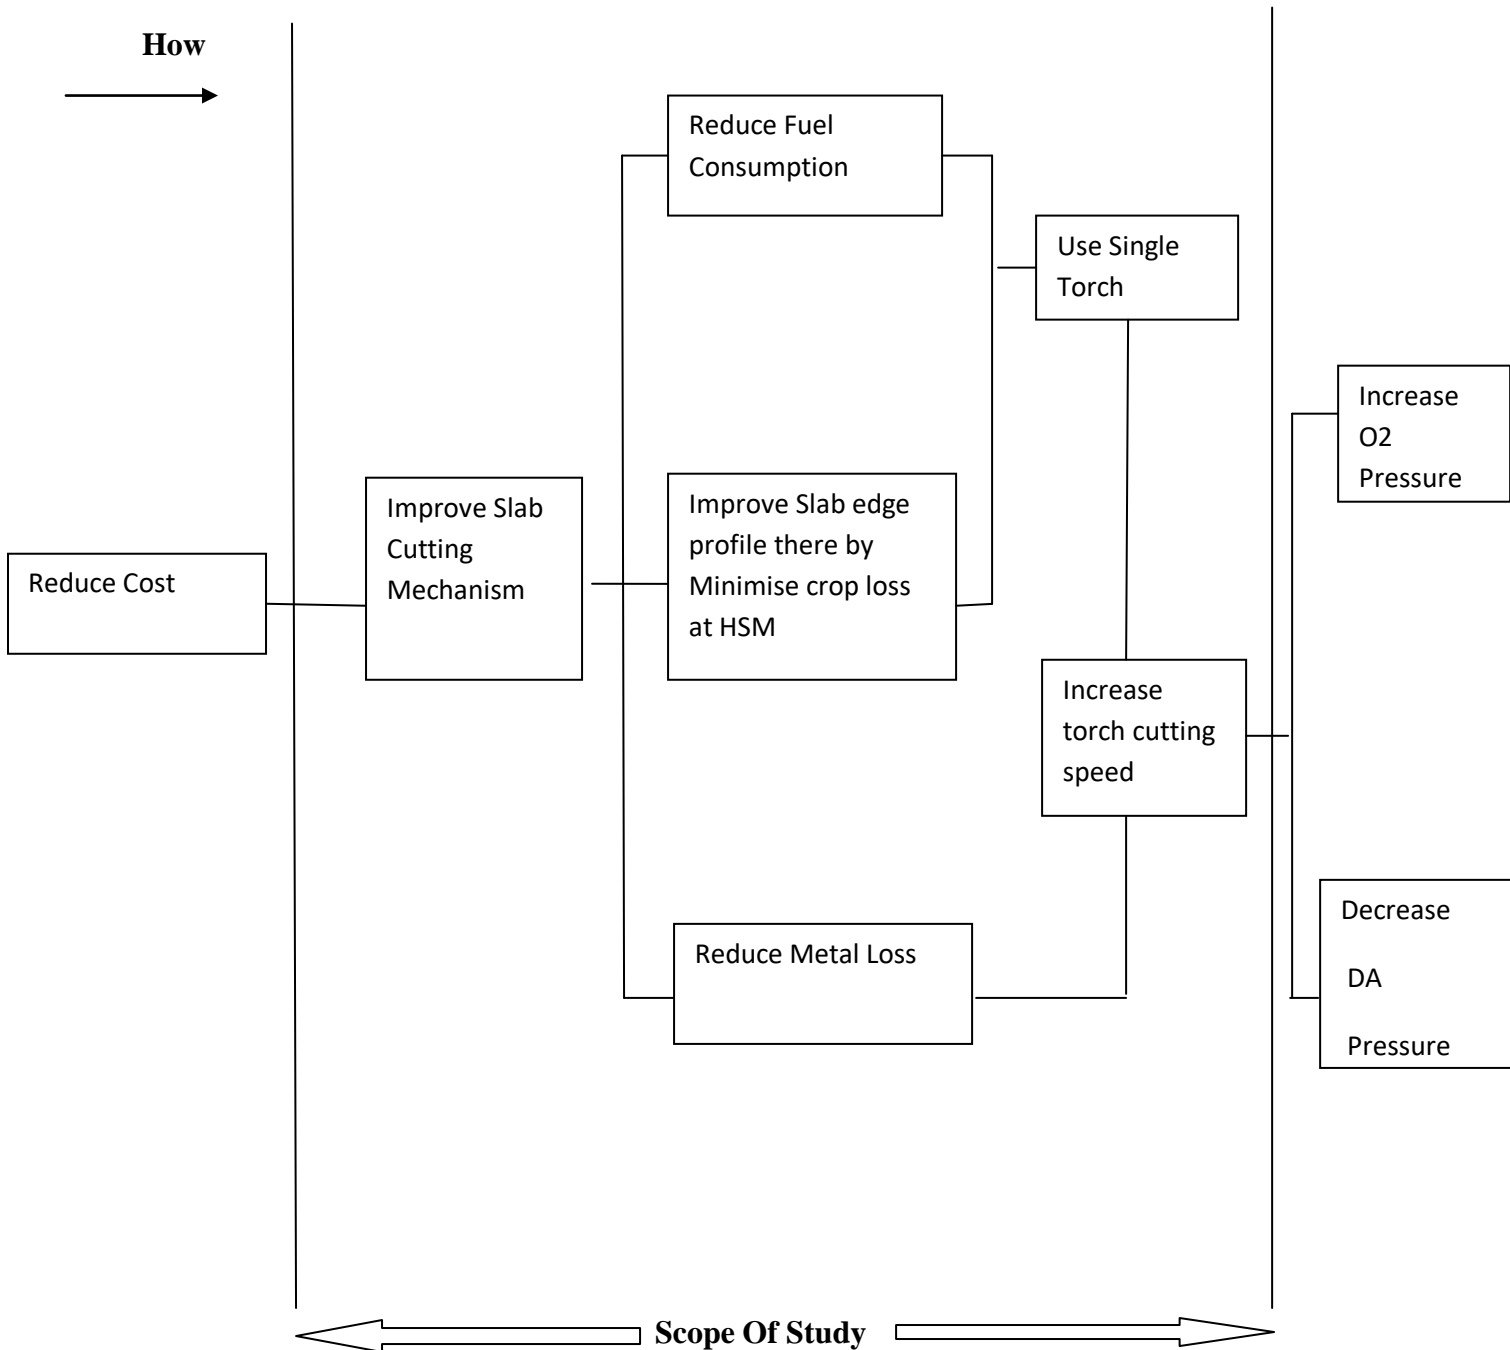 How
Reduce Fuel
Consumption
Use Single
Torch
Increase
O2
Pressure
Improve Slab
Cutting
Mechanism
Improve Slab edge
profile there by
Minimise crop loss
at HSM
Reduce Cost
Increase
torch cutting
speed
Decrease
DA
Pressure
Reduce Metal Loss
Scope Of Study